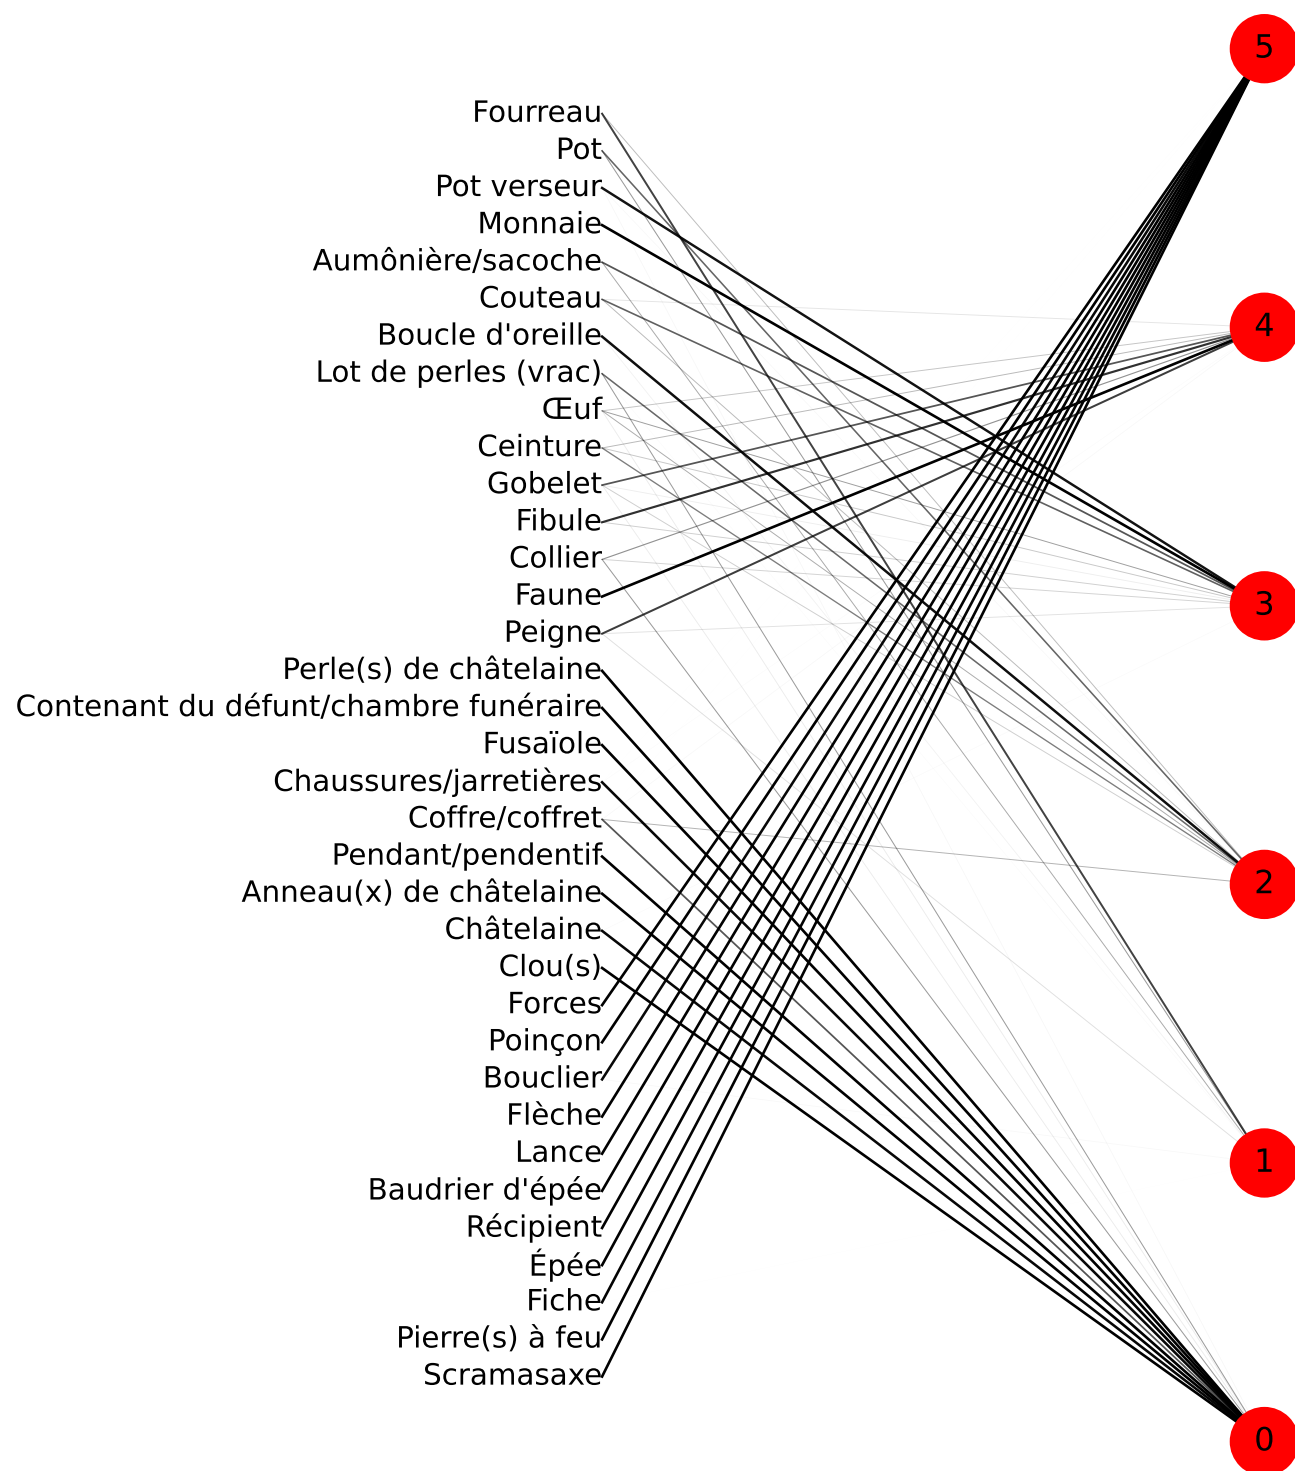 5
Fourreau
Pot
Pot verseur
Monnaie
Aumônière/sacoche
Couteau
4
Boucle d'oreille
Lot de perles (vrac)
Œuf
Ceinture
Gobelet
Fibule
Collier
Faune
3
Peigne
Perle(s) de châtelaine
Contenant du défunt/chambre funéraire
Fusaïole
Chaussures/jarretières
Coffre/coffret
Pendant/pendentif
2
Anneau(x) de châtelaine
Châtelaine
Clou(s)
Forces
Poinçon
Bouclier
Flèche
Lance
1
Baudrier d'épée
Récipient
Épée
Fiche
Pierre(s) à feu
Scramasaxe
0